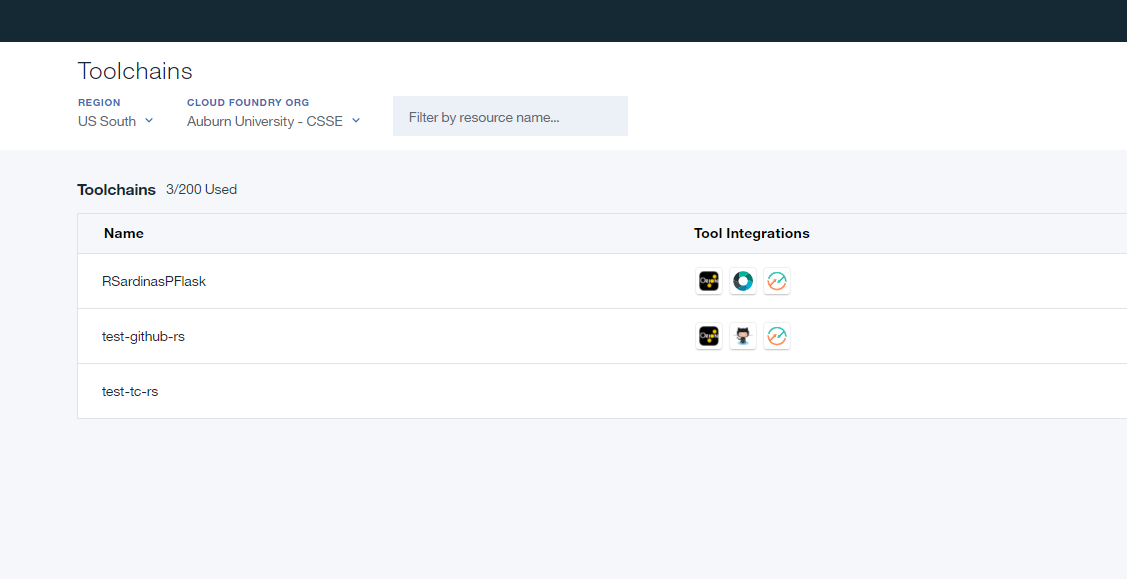 Toolchains
REGION
CLOUD FOUNDRY ORG
US South
Auburn University - CSSE
Filter by resource name...
Toolchains 3/200 Used
Name
Tool Integrations
RSardinasPFlask
test-github-rs
test-tc-rs